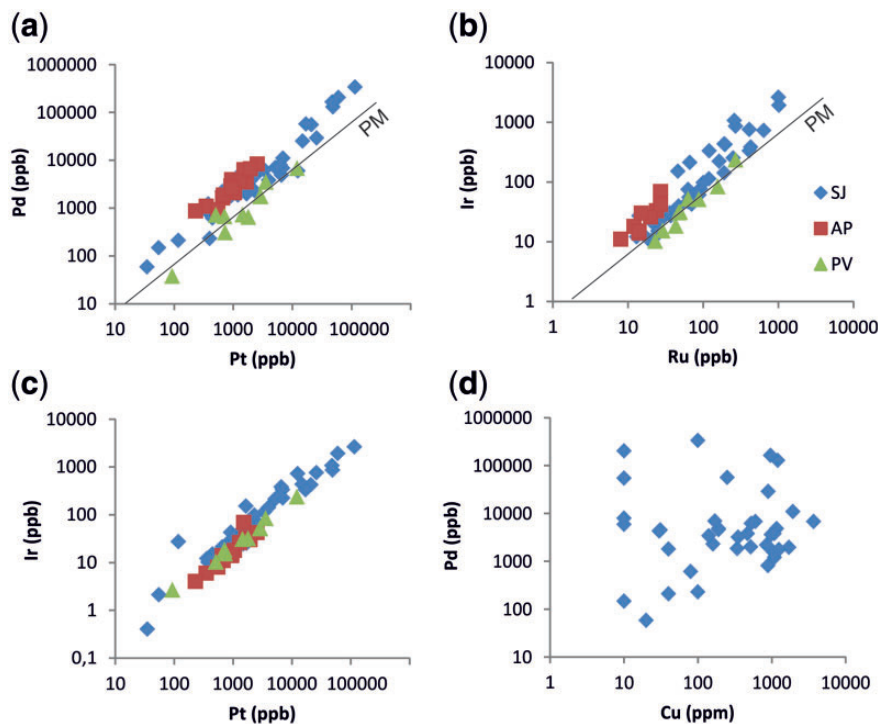 (a)
1000000
100000
10000
1000
100
10
Pd (ppb)
PM
10 100 1000 10000 100000
Pt (ppb)
(b)
10000
1000
100
10
1
Ir (ppb)
PM
SJ
AP
PV
1 10 100 1000 10000
Ru (ppb)
(c)
10000
1000
100
10
1
0,1
Ir (ppb)
10 100 1000 10000 100000
Pt (ppb)
(d)
1000000
100000
10000
1000
100
10
Pd (ppb)
1 10 100 1000 10000
Cu (ppm)